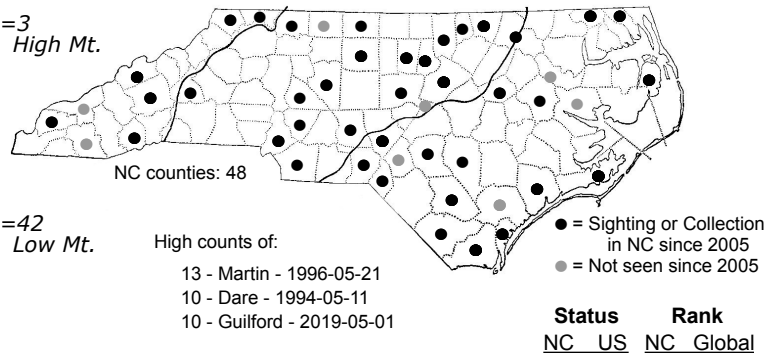 =3
High Mt.
NC counties: 48
=42
Low Mt.
High counts of:
13 - Martin - 1996-05-21
10 - Dare - 1994-05-11
10 - Guilford - 2019-05-01
= Sighting or Collection
in NC since 2005
= Not seen since 2005
Status Rank
NC US NC Global